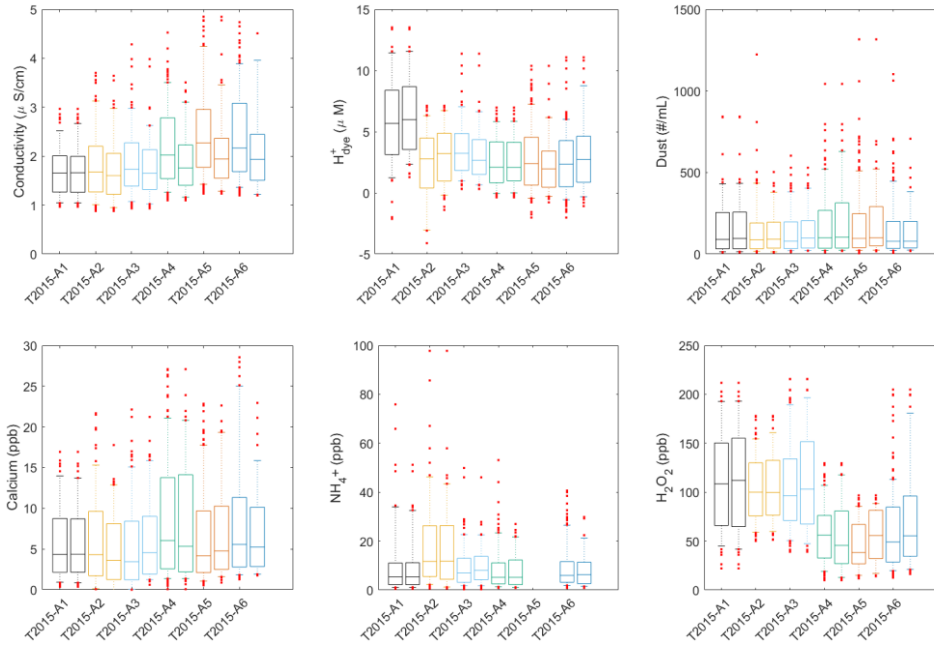 5
4
3
2
1
0
Conductivity (μ S/cm)
T2015-A1
T2015-A2
T2015-A3
T2015-A4
T2015-A5
T2015-A6
15
10
5
0
-5
H+dye (μ M)
T2015-A1
T2015-A2
T2015-A3
T2015-A4
T2015-A5
T2015-A6
1500
1000
500
0
Dust (#/mL)
T2015-A1
T2015-A2
T2015-A3
T2015-A4
T2015-A5
T2015-A6
30
25
20
15
10
5
0
Calcium (ppb)
T2015-A1
T2015-A2
T2015-A3
T2015-A4
T2015-A5
T2015-A6
100
80
60
40
20
0
NH4+ (ppb)
T2015-A1
T2015-A2
T2015-A3
T2015-A4
T2015-A5
T2015-A6
250
200
150
100
50
0
H2O2 (ppb)
T2015-A1
T2015-A2
T2015-A3
T2015-A4
T2015-A5
T2015-A6